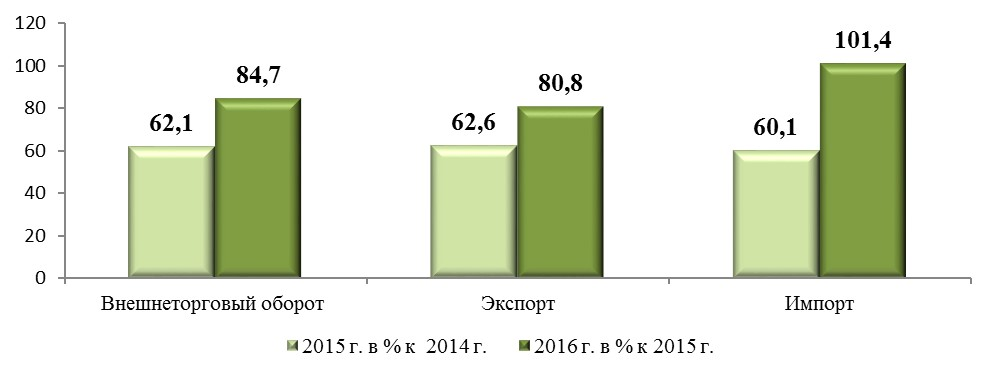 120
100
80
60
40
20
0
62,1
84,7
62,6
80,8
60,1
101,4
Внешнеторговый оборот
Экспорт
Импорт
2015 г. в % к 2014 г.
2016 г. в % к 2015 г.